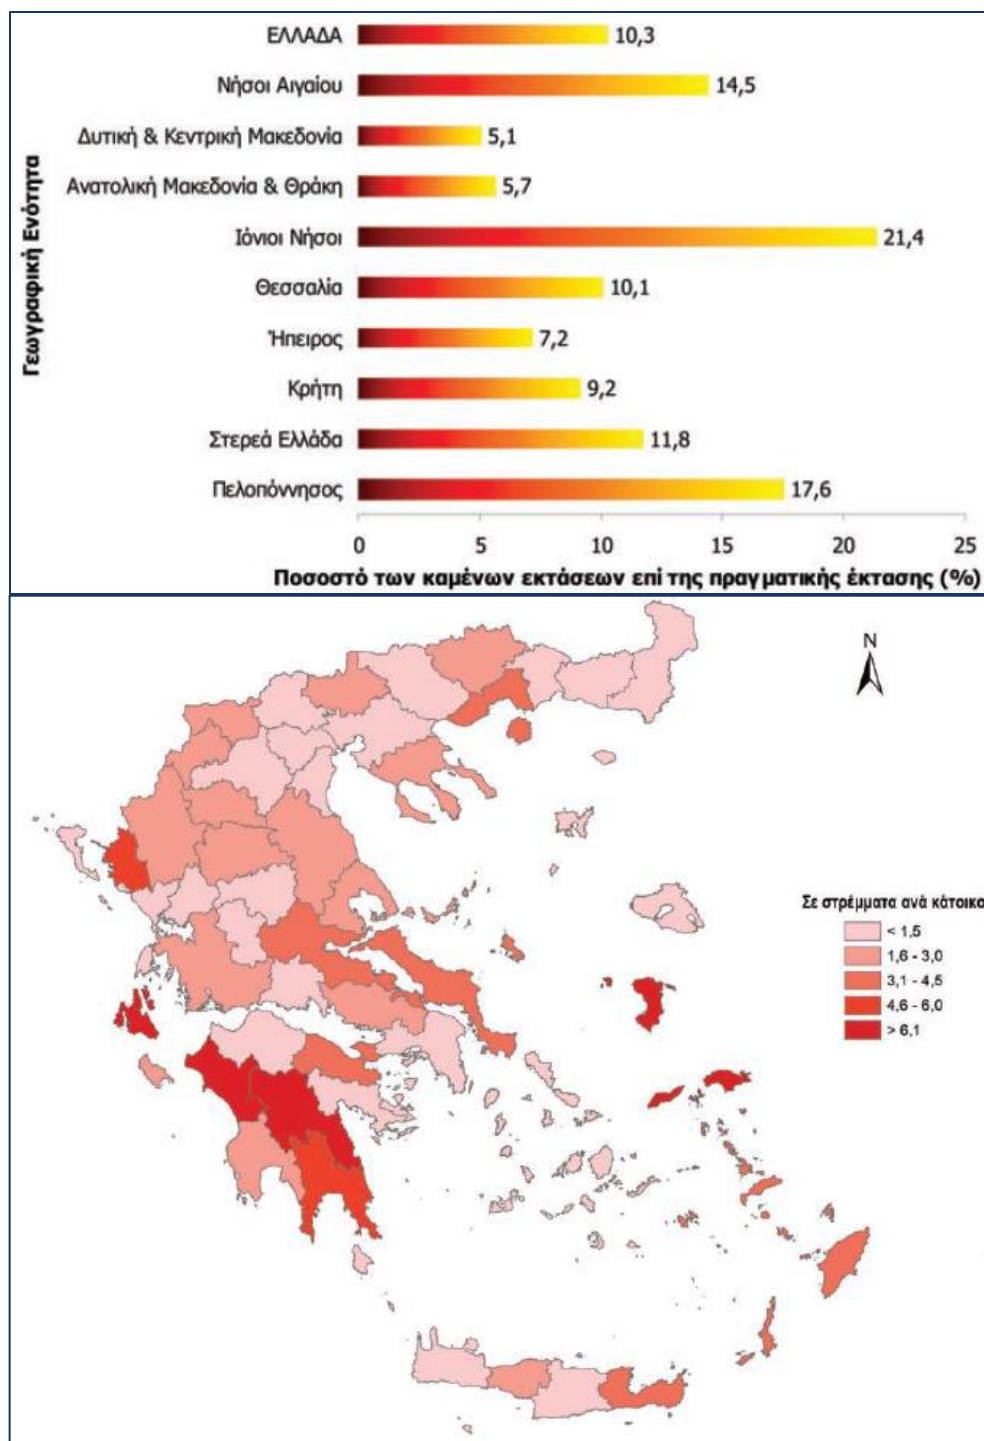 ΕΛΛΑΔΑ 10,3
Νήσοι Αιγαίου 14,5
Δυτική & Κεντρική Μακεδονία 5,1
Ανατολική Μακεδονία & Θράκη 5,7
Ιόνιοι Νήσοι 21,4
Θεσσαλία 10,1
Ήπειρος 7,2
Κρήτη 9,2
Στερεά Ελλάδα 11,8
Πελοπόννησος 17,6
Γεωγραφική Ενότητα
0 5 10 15 20 25
Ποσοστό των καμένων εκτάσεων επί της πραγματικής έκτασης (%)
N
Σε στρέμματα ανά κάτοικο
< 1,5
1,6 - 3,0
3,1 - 4,5
4,6 - 6,0
> 6,1